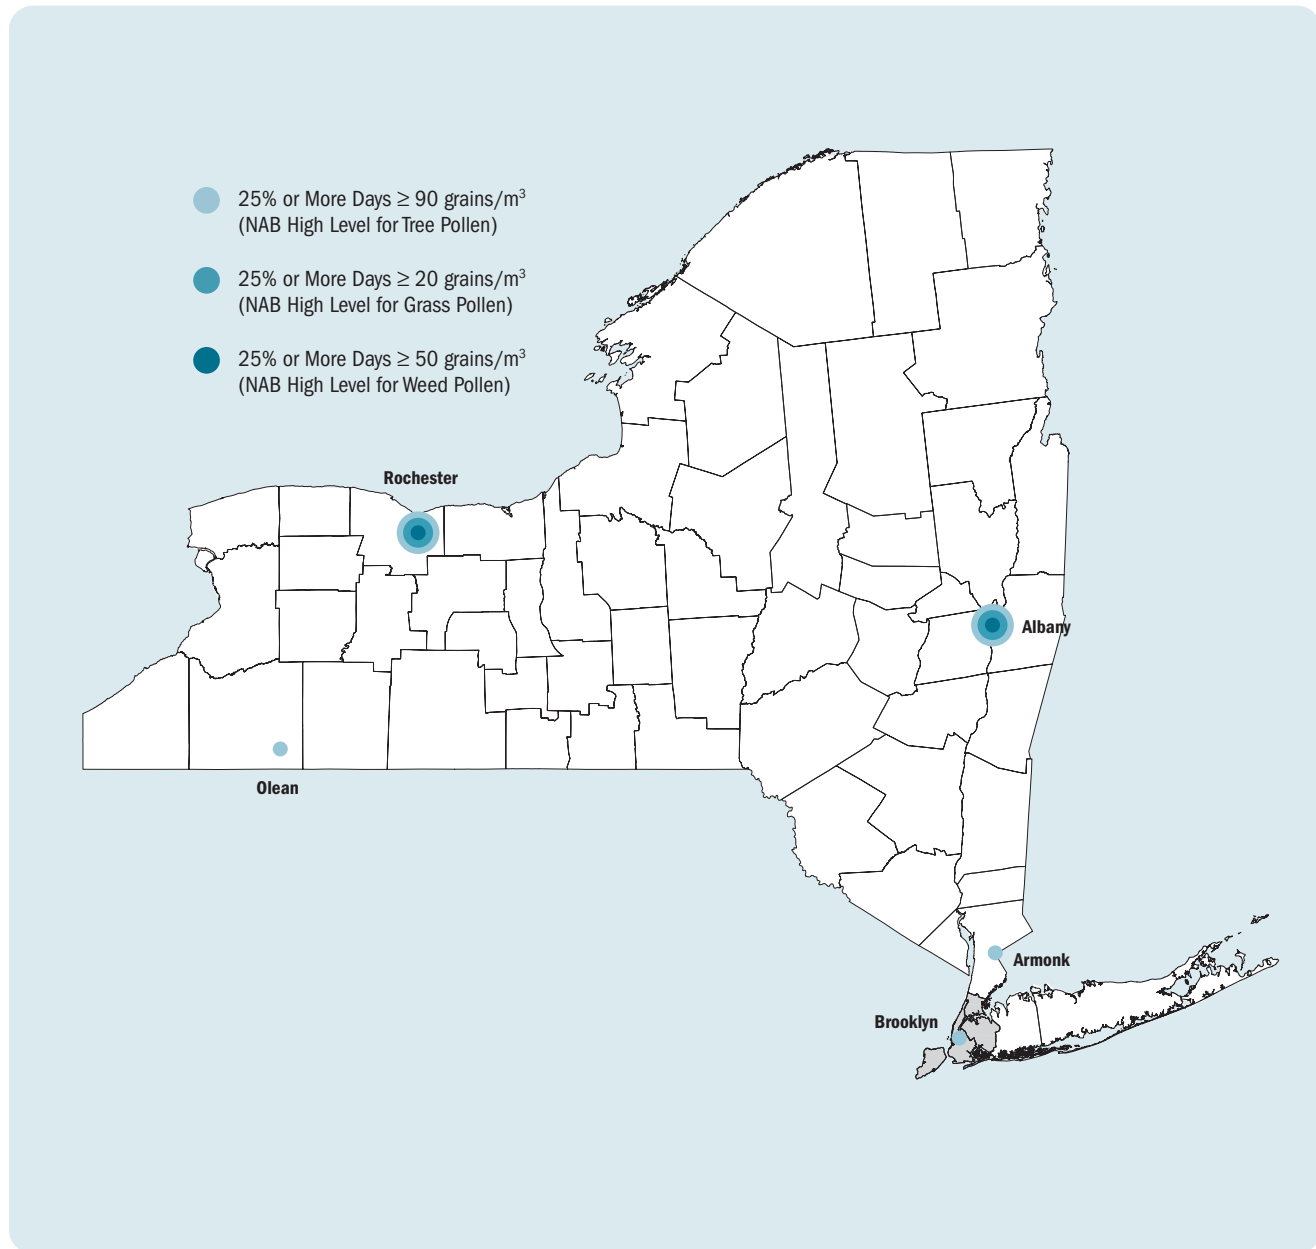 25% or More Days ≥ 90 grains/m³
(NAB High Level for Tree Pollen)
25% or More Days ≥ 20 grains/m³
(NAB High Level for Grass Pollen)
25% or More Days ≥ 50 grains/m³
(NAB High Level for Weed Pollen)
Rochester
Albany
Olean
Armonk
Brooklyn